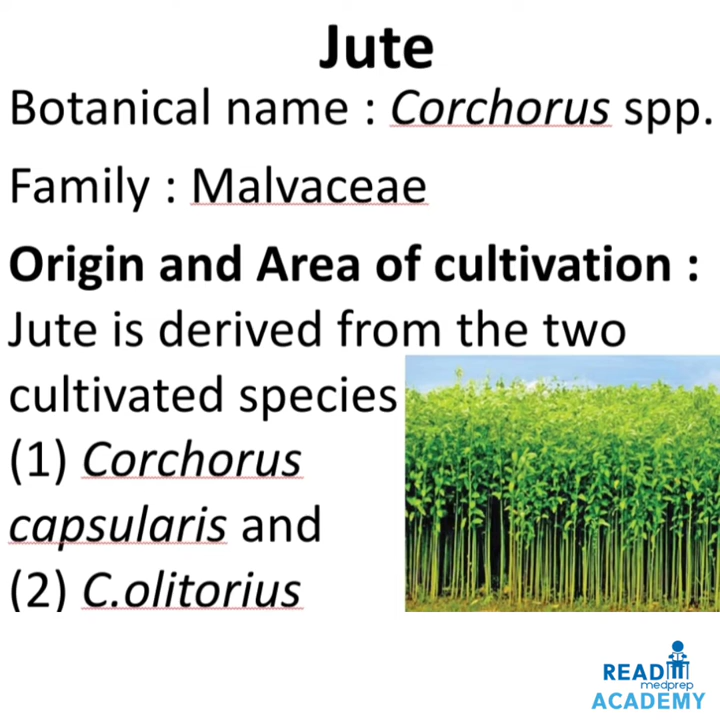 Jute
Botanical name : Corchorus spp.
Family : Malvaceae
Origin and Area of cultivation :
Jute is derived from the two
cultivated species
(1) Corchorus
capsularis and
(2) C.olitorius
READ
medprep
ACADEMY